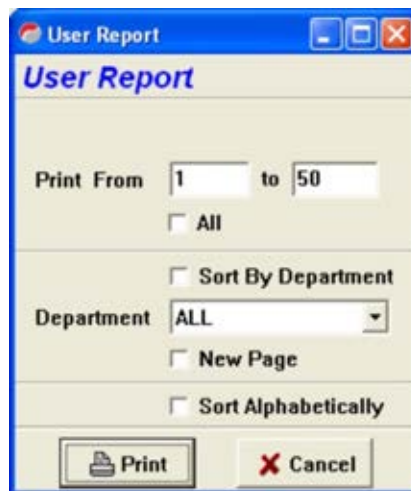 User Report
User Report
Print From 1 to 50
All
Sort By Department
Department ALL
New Page
Sort Alphabetically
Print Cancel